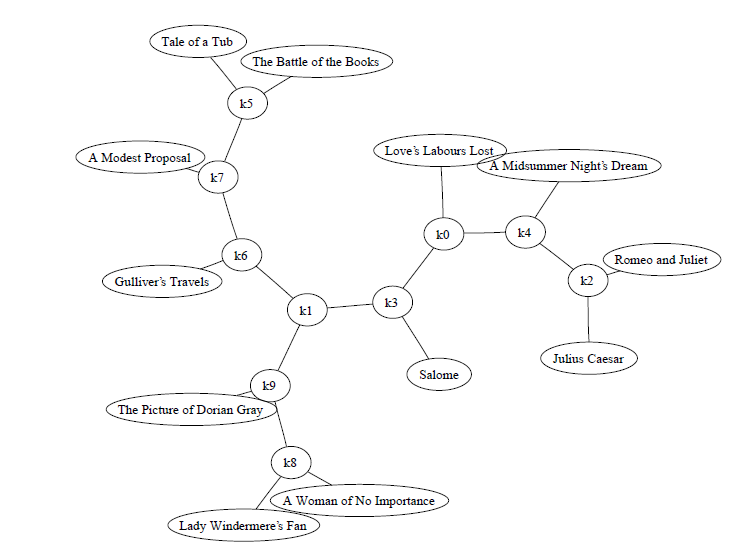 Tale of a Tub
The Battle of the Books
k5
Love's Labours Lost
A Modest Proposal
A Midsummer Night's Dream
k7
k0
k4
k6
Romeo and Juliet
Gulliver's Travels
k2
k3
k1
Julius Caesar
Salome
k9
The Picture of Dorian Gray
k8
A Woman of No Importance
Lady Windermere's Fan